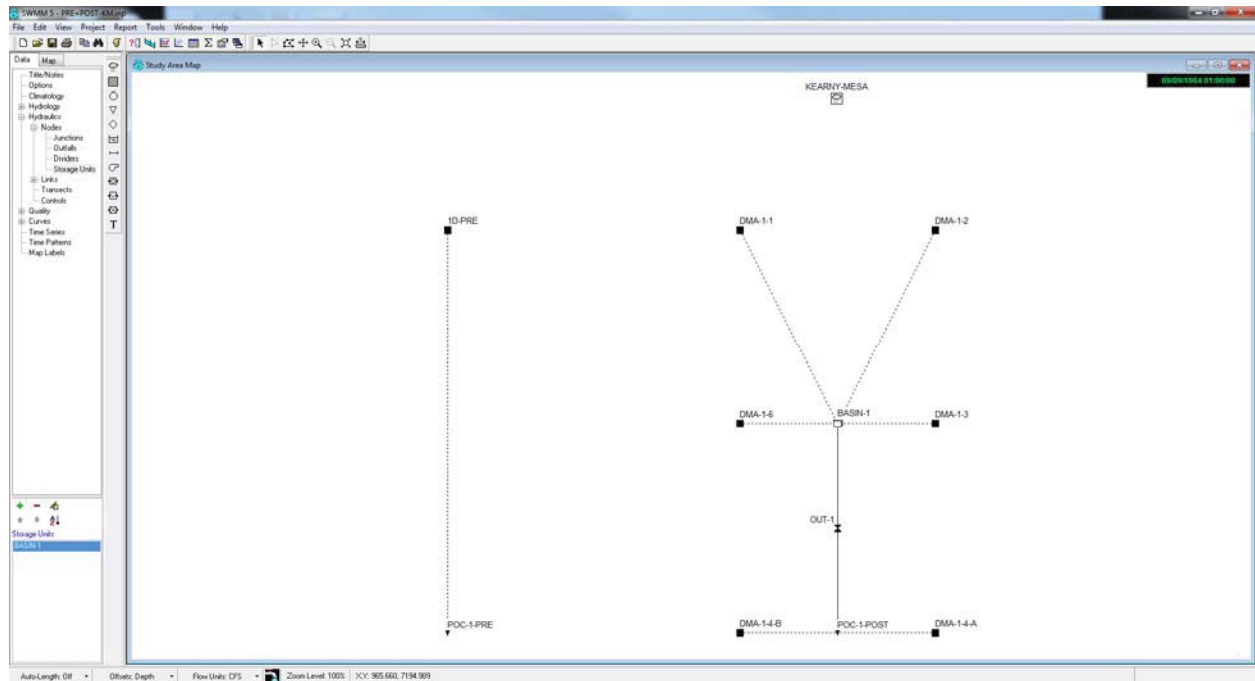 SWMM 5 - PRE+POST-KM.inp
File Edit View Project Report Tools Window Help
Data Map
Study Area Map
Title/Notes
Options
Climatology
Hydrology
Hydraulics
Nodes
Junctions
Outfalls
Dividers
Storage Units
Links
Transects
Controls
Quality
Curves
Time Series
Time Patterns
Map Labels
T
KEARNY-MESA
1D-PRE
DMA-1-1
DMA-1-2
DMA-1-6
BASIN-1
DMA-1-3
OUT-1
POC-1-PRE
DMA-1-4-B
POC-1-POST
DMA-1-4-A
Storage Units
BASIN-1
Auto-Length: Off Offsets: Depth Flow Units: CFS Zoom Level: 100% X,Y: 965.660, 7194.989